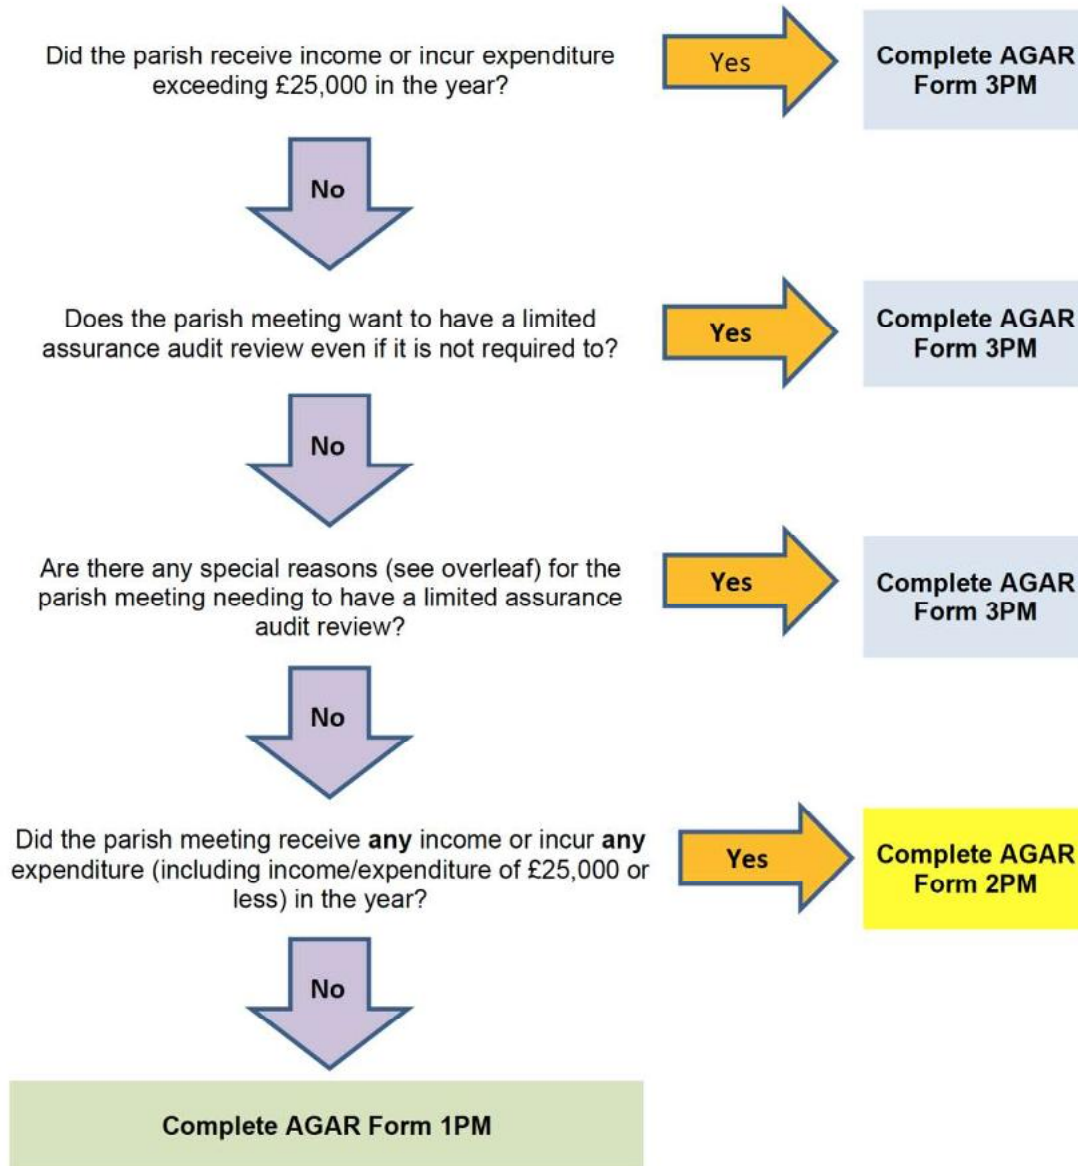 Did the parish receive income or incur expenditure
exceeding £25,000 in the year?
Yes
Complete AGAR
Form 3PM
No
Does the parish meeting want to have a limited
assurance audit review even if it is not required to?
Yes
Complete AGAR
Form 3PM
No
Are there any special reasons (see overleaf) for the
parish meeting needing to have a limited assurance
audit review?
Yes
Complete AGAR
Form 3PM
No
Did the parish meeting receive any income or incur any
expenditure (including income/expenditure of £25,000 or
less) in the year?
Yes
Complete AGAR
Form 2PM
No
Complete AGAR Form 1PM